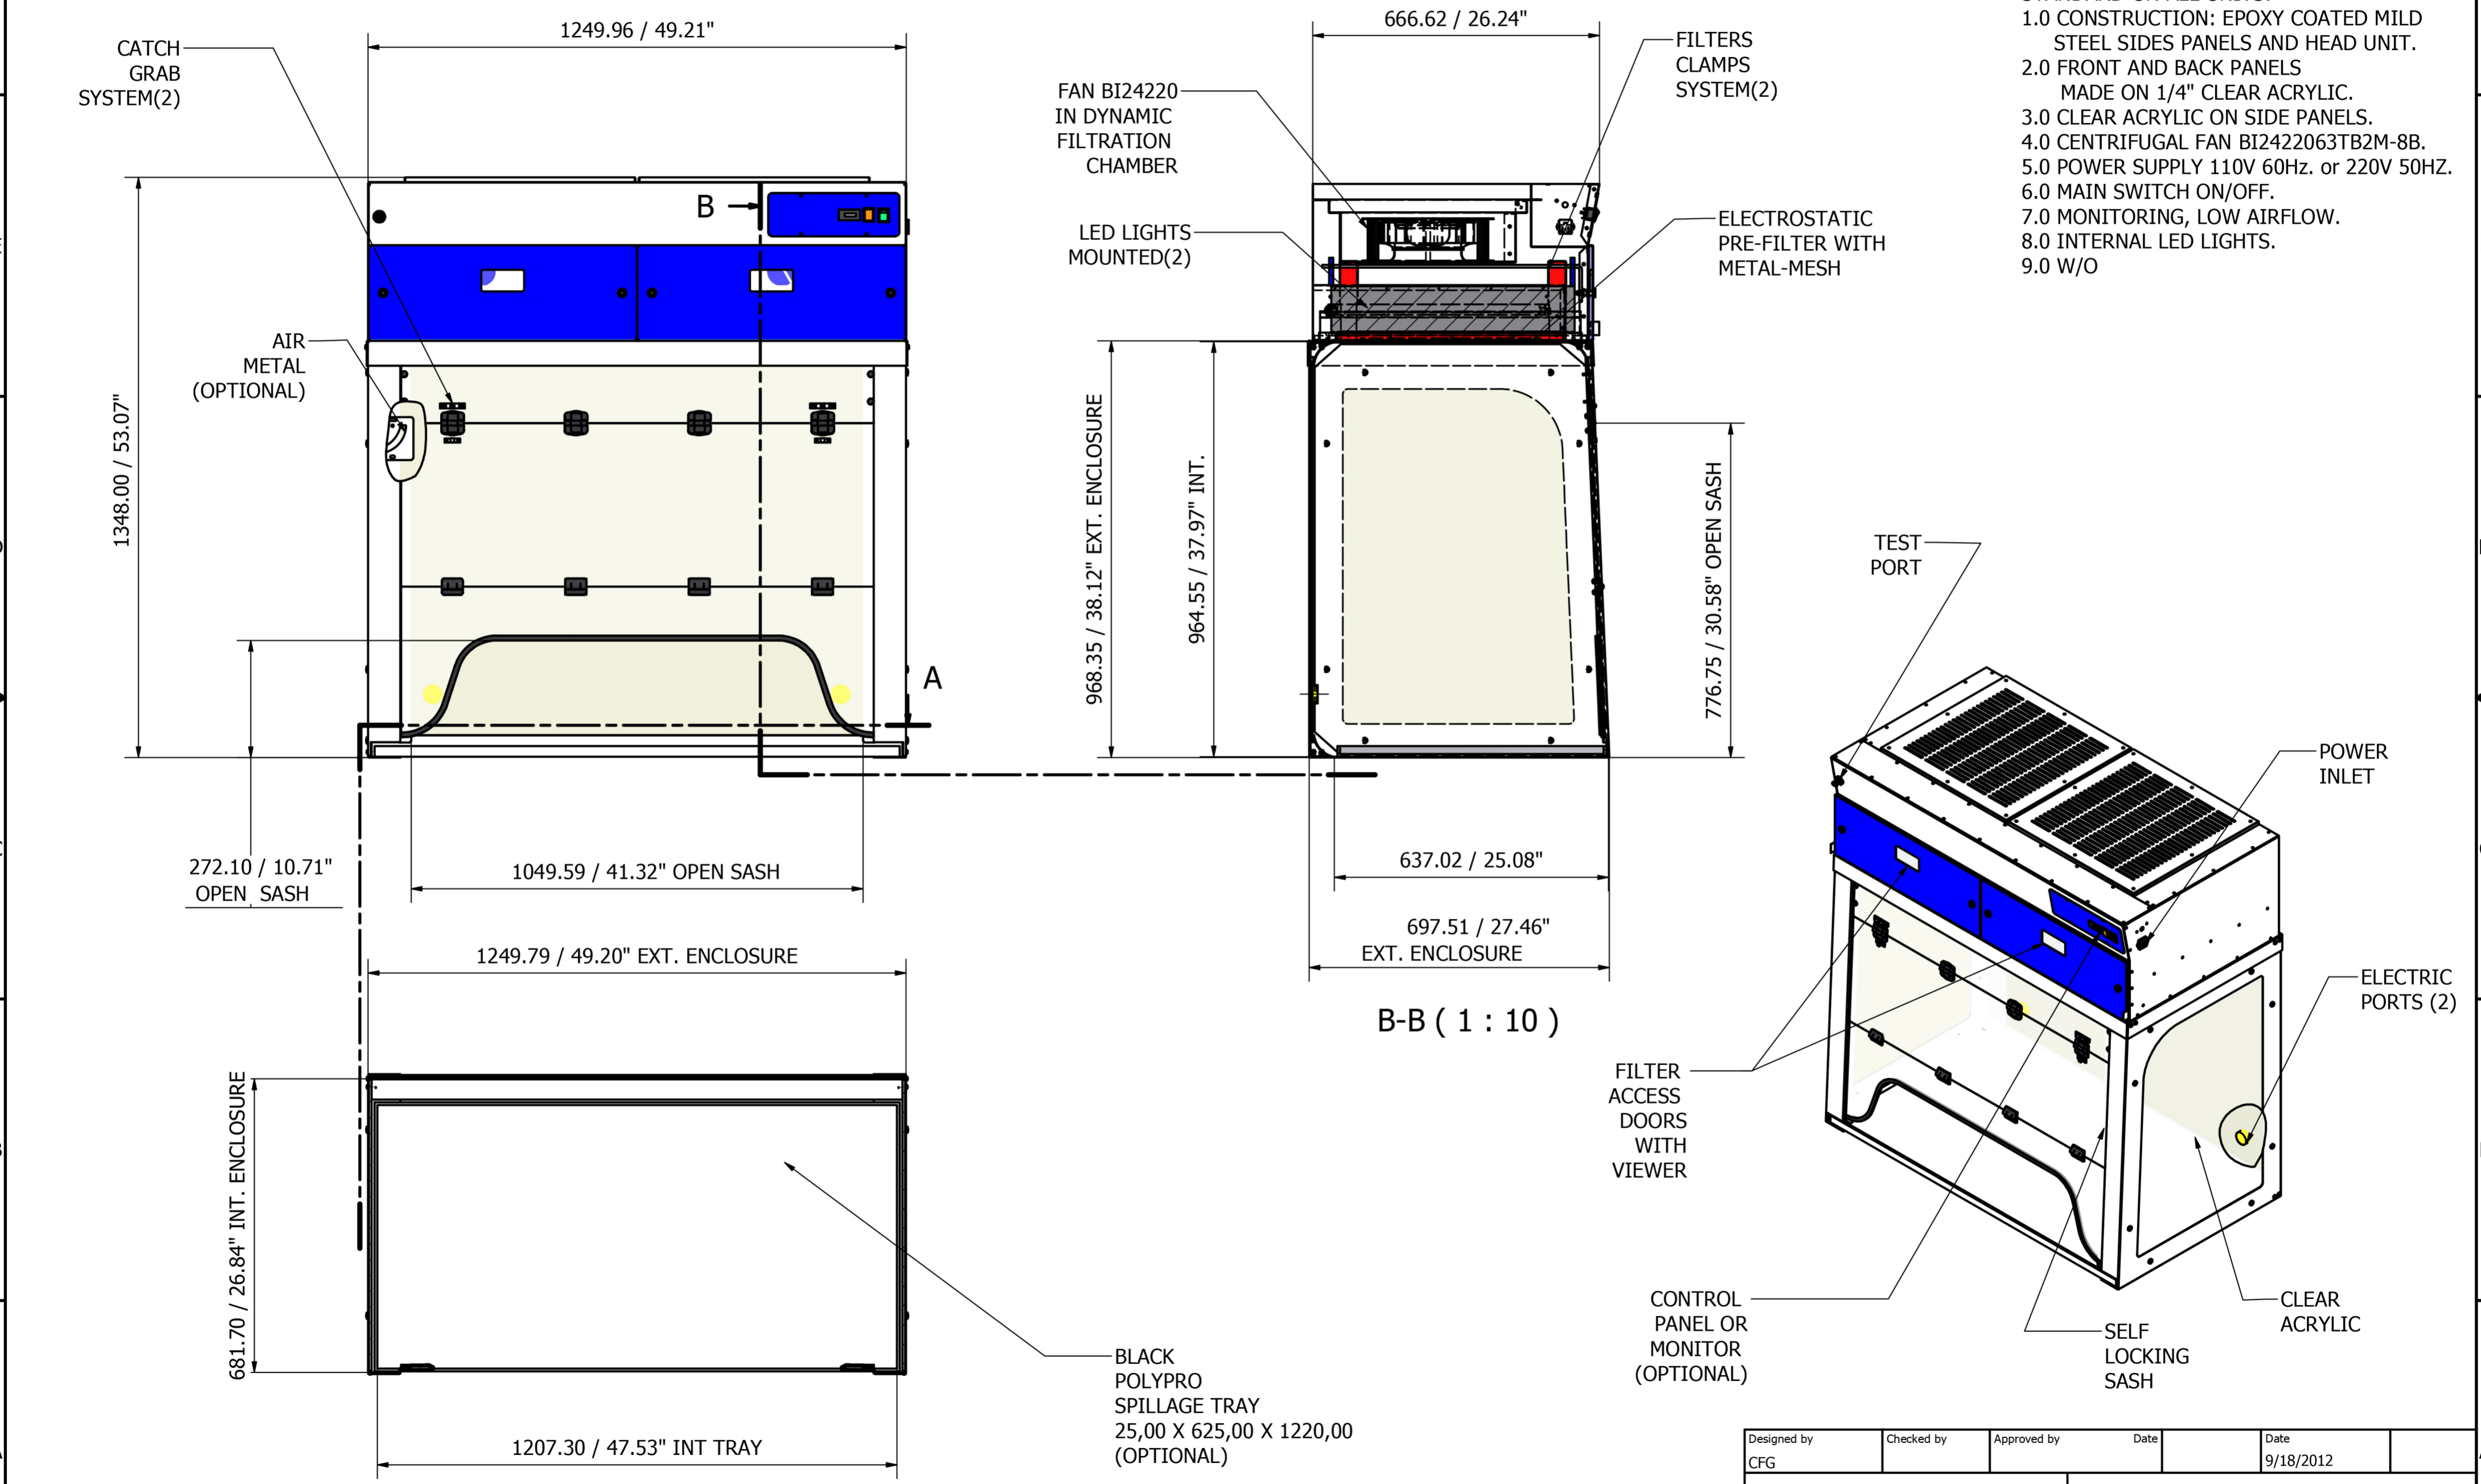 1249.96 / 49.21"
CATCH
GRAB
SYSTEM(2)
B
AIR
METAL
(OPTIONAL)
1348.00 / 53.07"
A
272.10 / 10.71"
OPEN SASH
1049.59 / 41.32" OPEN SASH
666.62 / 26.24"
FILTERS
CLAMPS
SYSTEM(2)
FAN BI24220
IN DYNAMIC
FILTRATION
CHAMBER
LED LIGHTS
MOUNTED(2)
ELECTROSTATIC
PRE-FILTER WITH
METAL-MESH
968.35 / 38.12" EXT. ENCLOSURE
964.55 / 37.97" INT.
776.75 / 30.58" OPEN SASH
637.02 / 25.08"
697.51 / 27.46"
EXT. ENCLOSURE
B-B ( 1 : 10 )
1.0 CONSTRUCTION: EPOXY COATED MILD
STEEL SIDES PANELS AND HEAD UNIT.
2.0 FRONT AND BACK PANELS
MADE ON 1/4" CLEAR ACRYLIC.
3.0 CLEAR ACRYLIC ON SIDE PANELS.
4.0 CENTRIFUGAL FAN BI2422063TB2M-8B.
5.0 POWER SUPPLY 110V 60Hz. or 220V 50HZ.
6.0 MAIN SWITCH ON/OFF.
7.0 MONITORING, LOW AIRFLOW.
8.0 INTERNAL LED LIGHTS.
9.0 W/O
1249.79 / 49.20" EXT. ENCLOSURE
681.70 / 26.84" INT. ENCLOSURE
1207.30 / 47.53" INT TRAY
BLACK
POLYPRO
SPILLAGE TRAY
25,00 X 625,00 X 1220,00
(OPTIONAL)
TEST
PORT
POWER
INLET
ELECTRIC
PORTS (2)
FILTER
ACCESS
DOORS
WITH
VIEWER
CONTROL
PANEL OR
MONITOR
(OPTIONAL)
SELF
LOCKING
SASH
CLEAR
ACRYLIC
Designed by
CFG
Checked by
Approved by
Date
Date
9/18/2012